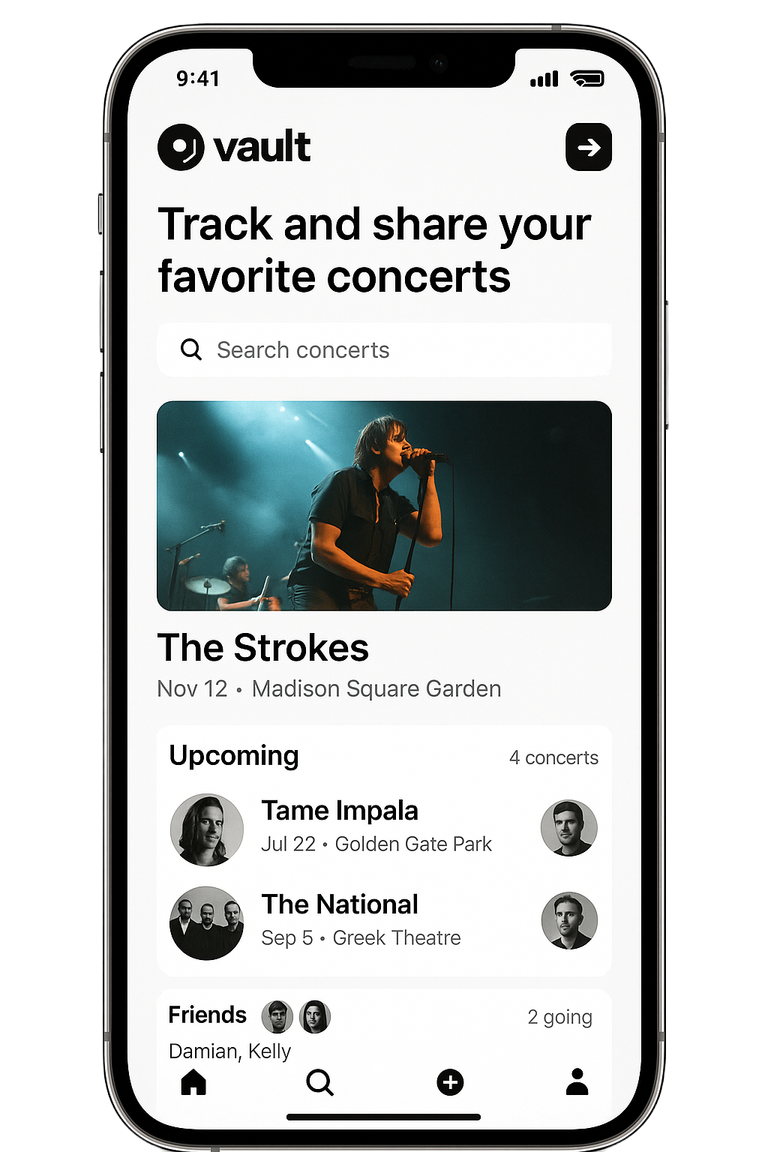 9:41
vault
Track and share your
favorite concerts
Search concerts
The Strokes
Nov 12 • Madison Square Garden
Upcoming
4 concerts
Tame Impala
Jul 22 • Golden Gate Park
The National
Sep 5 • Greek Theatre
Friends
2 going
Damian, Kelly